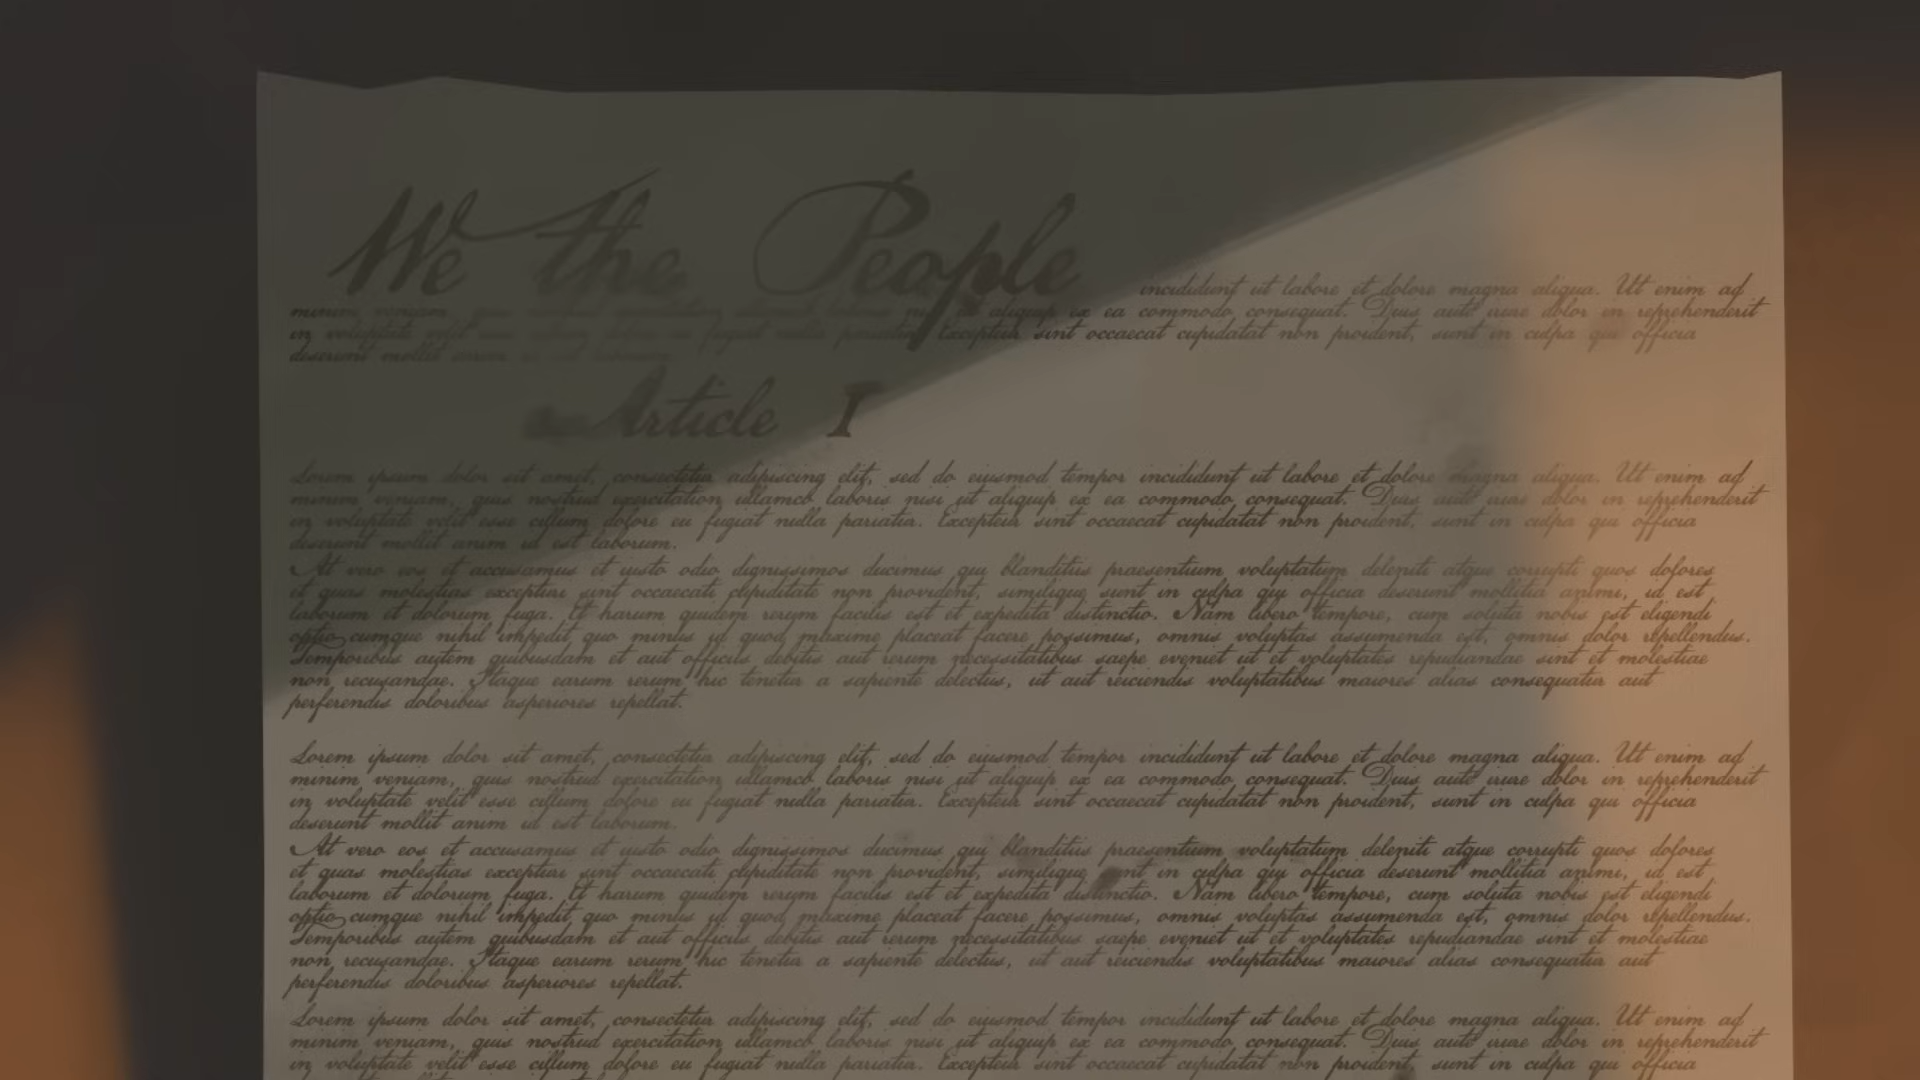 We the People
incididunt ut labore et dolore magna aliqua. Ut enim ad
minim veniam, quis nostrud exercitation ullamco laboris nisi ut aliquip ex ea commodo consequat. Duis aute irure dolor in reprehenderit
in voluptate velit esse cillum dolore eu fugiat nulla pariatur. Excepteur sint occaecat cupidatat non proident, sunt in culpa qui officia
deserunt mollit anim id est laborum.
Article I
Lorem ipsum dolor sit amet, consectetur adipiscing elit, sed do eiusmod tempor incididunt ut labore et dolore magna aliqua. Ut enim ad
minim veniam, quis nostrud exercitation ullamco laboris nisi ut aliquip ex ea commodo consequat. Duis aute irure dolor in reprehenderit
in voluptate velit esse cillum dolore eu fugiat nulla pariatur. Excepteur sint occaecat cupidatat non proident, sunt in culpa qui officia
deserunt mollit anim id est laborum.
At vero eos et accusamus et iusto odio dignissimos ducimus qui blanditiis praesentium voluptatum deleniti atque corrupti quos dolores
et quas molestias excepturi sint occaecati cupiditate non provident, similique sunt in culpa qui officia deserunt mollitia animi, id est
laborum et dolorum fuga. Et harum quidem rerum facilis est et expedita distinctio. Nam libero tempore, cum soluta nobis est eligendi
optio cumque nihil impedit quo minus id quod maxime placeat facere possimus, omnis voluptas assumenda est, omnis dolor repellendus.
Temporibus autem quibusdam et aut officiis debitis aut rerum necessitatibus saepe eveniet ut et voluptates repudiandae sint et molestiae
non recusandae. Itaque earum rerum hic tenetur a sapiente delectus, ut aut reiciendis voluptatibus maiores alias consequatur aut
perferendis doloribus asperiores repellat.
Lorem ipsum dolor sit amet, consectetur adipiscing elit, sed do eiusmod tempor incididunt ut labore et dolore magna aliqua. Ut enim ad
minim veniam, quis nostrud exercitation ullamco laboris nisi ut aliquip ex ea commodo consequat. Duis aute irure dolor in reprehenderit
in voluptate velit esse cillum dolore eu fugiat nulla pariatur. Excepteur sint occaecat cupidatat non proident, sunt in culpa qui officia
deserunt mollit anim id est laborum.
At vero eos et accusamus et iusto odio dignissimos ducimus qui blanditiis praesentium voluptatum deleniti atque corrupti quos dolores
et quas molestias excepturi sint occaecati cupiditate non provident, similique sunt in culpa qui officia deserunt mollitia animi, id est
laborum et dolorum fuga. Et harum quidem rerum facilis est et expedita distinctio. Nam libero tempore, cum soluta nobis est eligendi
optio cumque nihil impedit quo minus id quod maxime placeat facere possimus, omnis voluptas assumenda est, omnis dolor repellendus.
Temporibus autem quibusdam et aut officiis debitis aut rerum necessitatibus saepe eveniet ut et voluptates repudiandae sint et molestiae
non recusandae. Itaque earum rerum hic tenetur a sapiente delectus, ut aut reiciendis voluptatibus maiores alias consequatur aut
perferendis doloribus asperiores repellat.
Lorem ipsum dolor sit amet, consectetur adipiscing elit, sed do eiusmod tempor incididunt ut labore et dolore magna aliqua. Ut enim ad
minim veniam, quis nostrud exercitation ullamco laboris nisi ut aliquip ex ea commodo consequat. Duis aute irure dolor in reprehenderit
in voluptate velit esse cillum dolore eu fugiat nulla pariatur. Excepteur sint occaecat cupidatat non proident, sunt in culpa qui officia